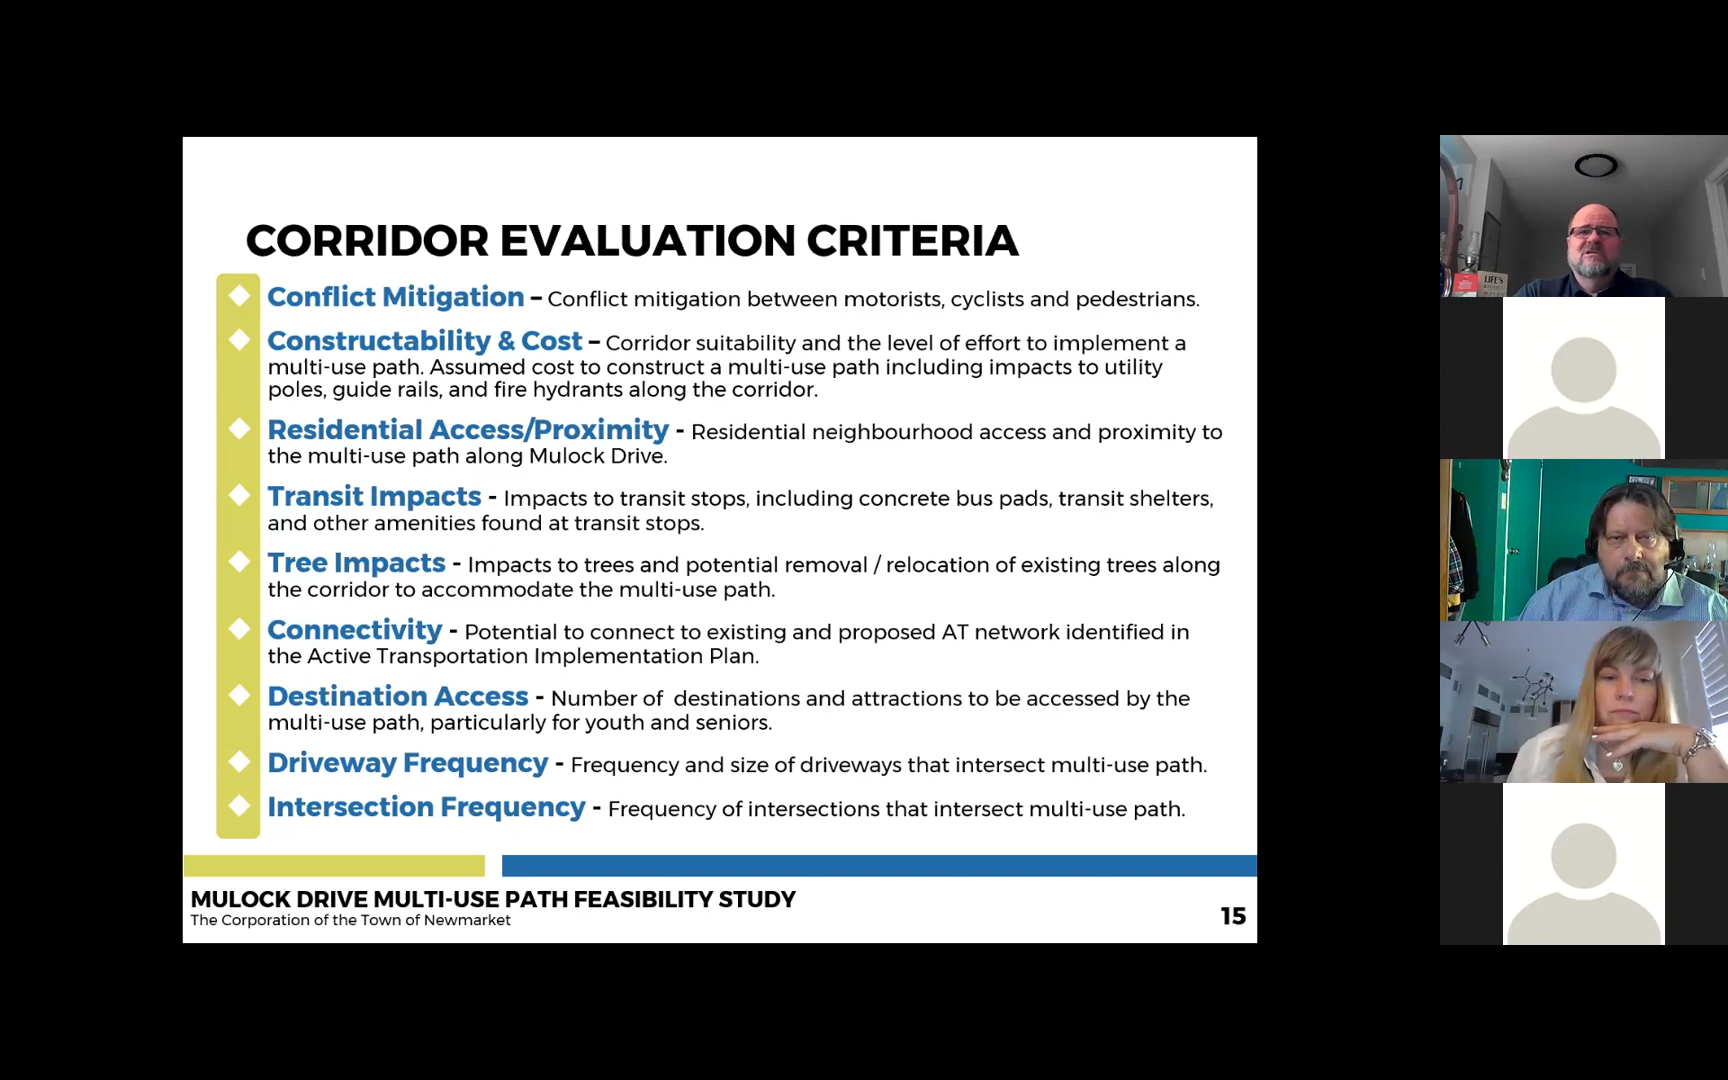 CORRIDOR EVALUATION CRITERIA
Conflict Mitigation – Conflict mitigation between motorists, cyclists and pedestrians.
Constructability & Cost – Corridor suitability and the level of effort to implement a
multi-use path. Assumed cost to construct a multi-use path including impacts to utility
poles, guide rails, and fire hydrants along the corridor.
Residential Access/Proximity - Residential neighbourhood access and proximity to
the multi-use path along Mulock Drive.
Transit Impacts - Impacts to transit stops, including concrete bus pads, transit shelters,
and other amenities found at transit stops.
Tree Impacts - Impacts to trees and potential removal / relocation of existing trees along
the corridor to accommodate the multi-use path.
Connectivity - Potential to connect to existing and proposed AT network identified in
the Active Transportation Implementation Plan.
Destination Access - Number of  destinations and attractions to be accessed by the
multi-use path, particularly for youth and seniors.
Driveway Frequency - Frequency and size of driveways that intersect multi-use path.
Intersection Frequency - Frequency of intersections that intersect multi-use path.
MULOCK DRIVE MULTI-USE PATH FEASIBILITY STUDY
The Corporation of the Town of Newmarket
15
LIFE'S